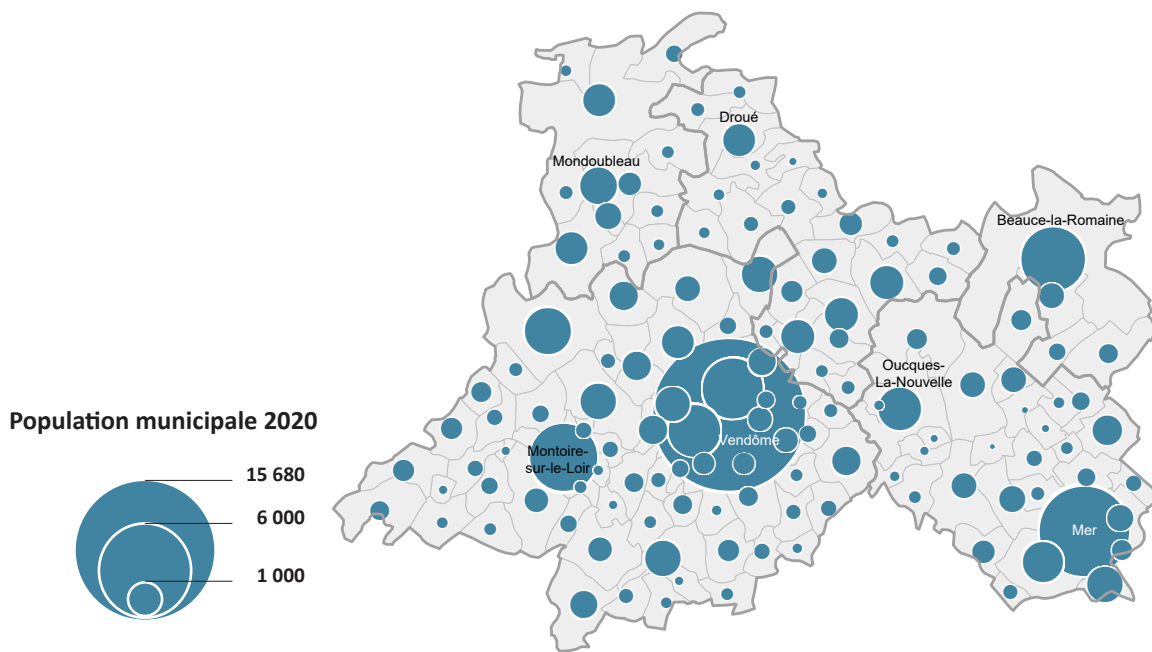 Droué
Mondoubleau
Beauce-la-Romaine
Oucques-
La-Nouvelle
Population municipale 2020
Vendôme
Montoire-
sur-le-Loir
15 680
6 000
Mer
1 000